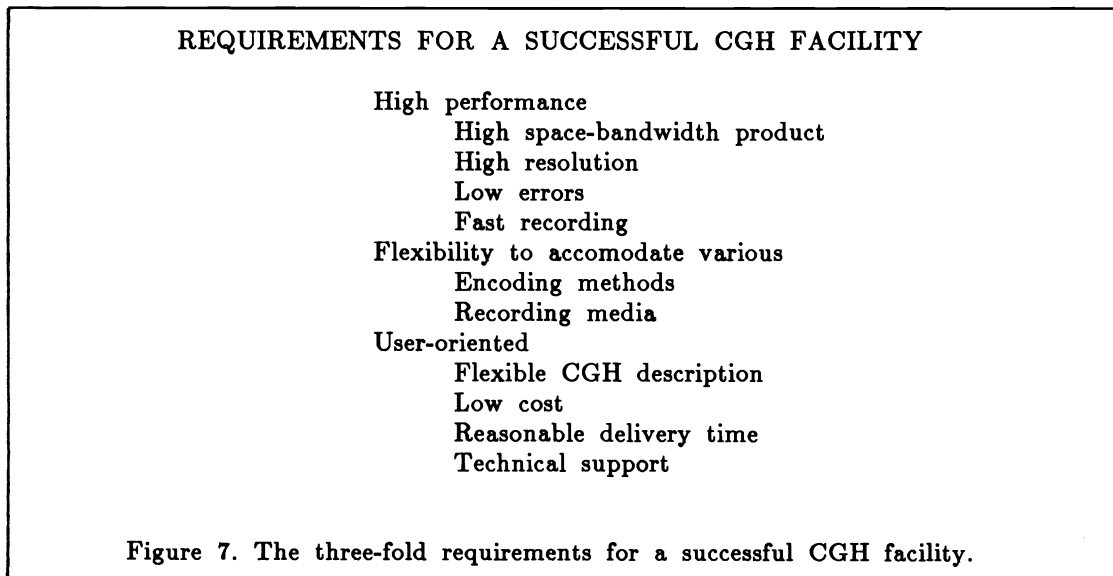 REQUIREMENTS FOR A SUCCESSFUL CGH FACILITY
High performance
High space-bandwidth product
High resolution
Low errors
Fast recording
Flexibility to accomodate various
Encoding methods
Recording media
User-oriented
Flexible CGH description
Low cost
Reasonable delivery time
Technical support
Figure 7. The three-fold requirements for a successful CGH facility.